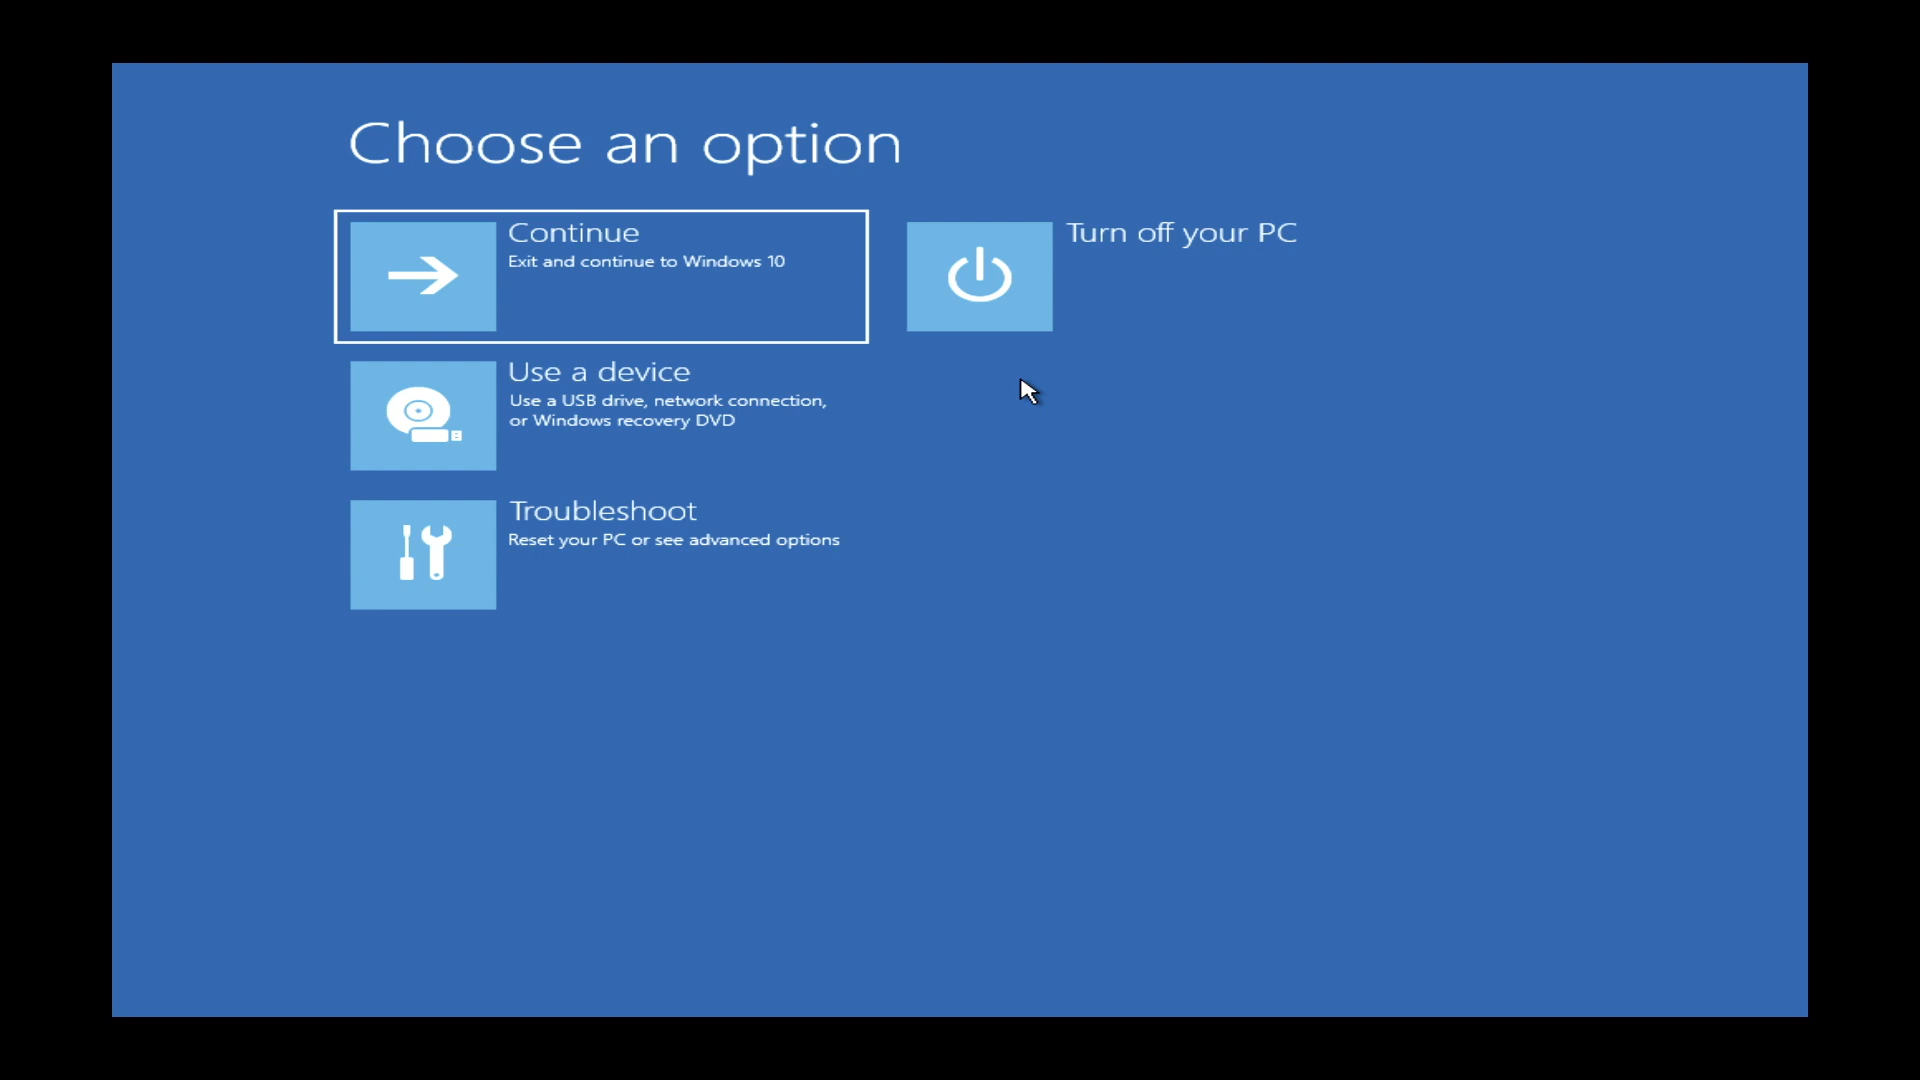 Choose an option
Continue
Exit and continue to Windows 10
Turn off your PC
Use a device
Use a USB drive, network connection,
or Windows recovery DVD
Troubleshoot
Reset your PC or see advanced options